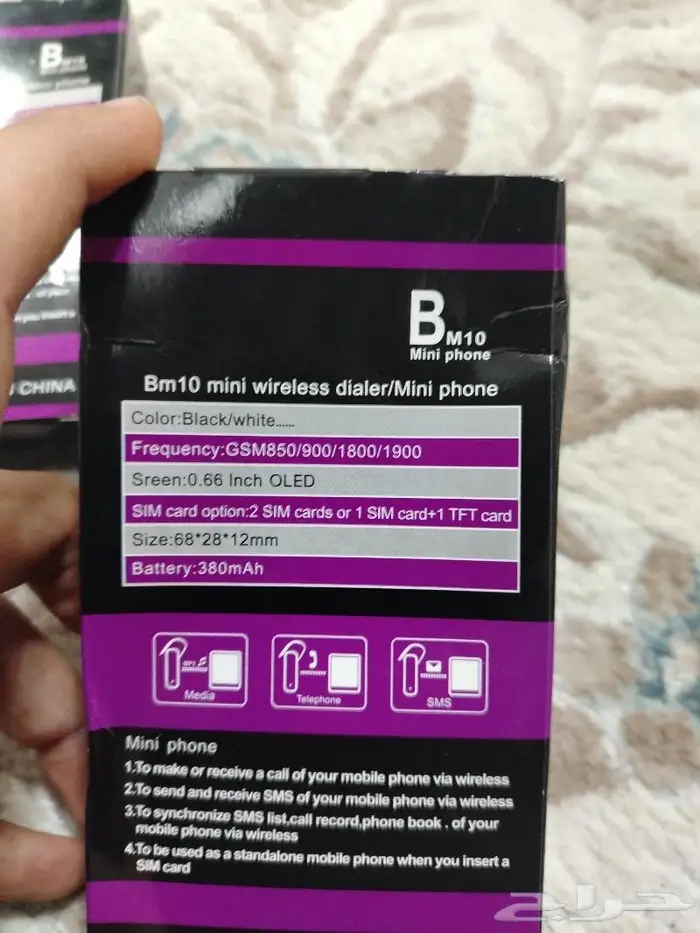 BM10
Mini phone
Bm10 mini wireless dialer/Mini phone
Color:Black/white......
Frequency:GSM850/900/1800/1900
Sreen:0.66 Inch OLED
SIM card option:2 SIM cards or 1 SIM card+1 TFT card
Size:68*28*12mm
Battery:380mAh
MP3
Media
Telephone
SMS
Mini phone
1.To make or receive a call of your mobile phone via wireless
2.To send and receive SMS of your mobile phone via wireless
3.To synchronize SMS list,call record,phone book , of your
mobile phone via wireless
4.To be used as a standalone mobile phone when you insert a
SIM card
BM10
CHINA
حراج